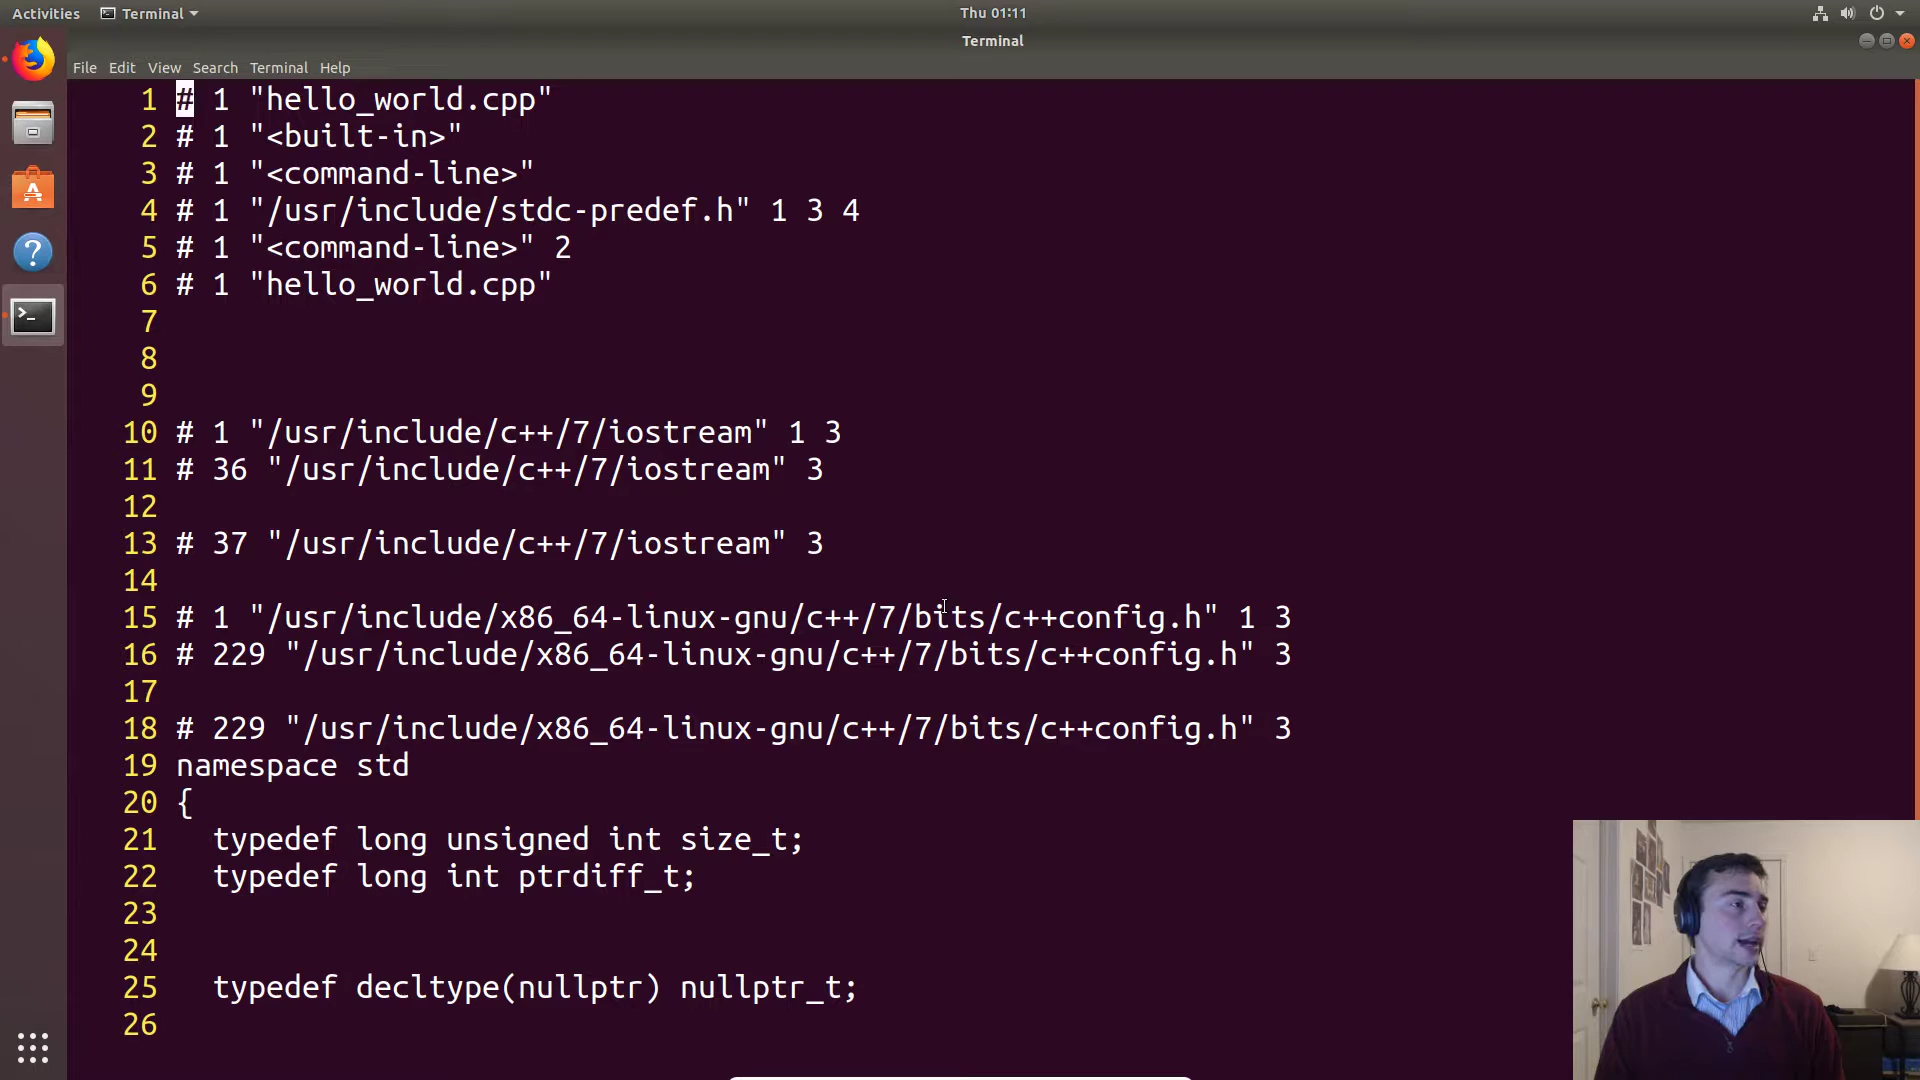 Activities Terminal Thu 01:11
Terminal
File Edit View Search Terminal Help
1 # 1 "hello_world.cpp"
2 # 1 "<built-in>"
3 # 1 "<command-line>"
4 # 1 "/usr/include/stdc-predef.h" 1 3 4
5 # 1 "<command-line>" 2
6 # 1 "hello_world.cpp"
7
8
9
10 # 1 "/usr/include/c++/7/iostream" 1 3
11 # 36 "/usr/include/c++/7/iostream" 3
12
13 # 37 "/usr/include/c++/7/iostream" 3
14
15 # 1 "/usr/include/x86_64-linux-gnu/c++/7/bits/c++config.h" 1 3
16 # 229 "/usr/include/x86_64-linux-gnu/c++/7/bits/c++config.h" 3
17
18 # 229 "/usr/include/x86_64-linux-gnu/c++/7/bits/c++config.h" 3
19 namespace std
20 {
21   typedef long unsigned int size_t;
22   typedef long int ptrdiff_t;
23
24
25   typedef decltype(nullptr) nullptr_t;
26